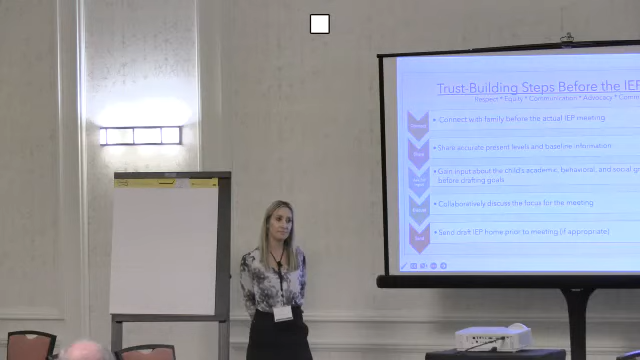 Trust-Building Steps Before the IEP
Respect * Equity * Communication * Advocacy *
• Connect with family before the actual IEP meeting
Share
• Share accurate present levels and baseline information
• Gain input about the child's academic, behavioral, and social
before drafting goals
• Collaboratively discuss the focus for the meeting
Send
• Send draft IEP home prior to meeting (if appropriate)